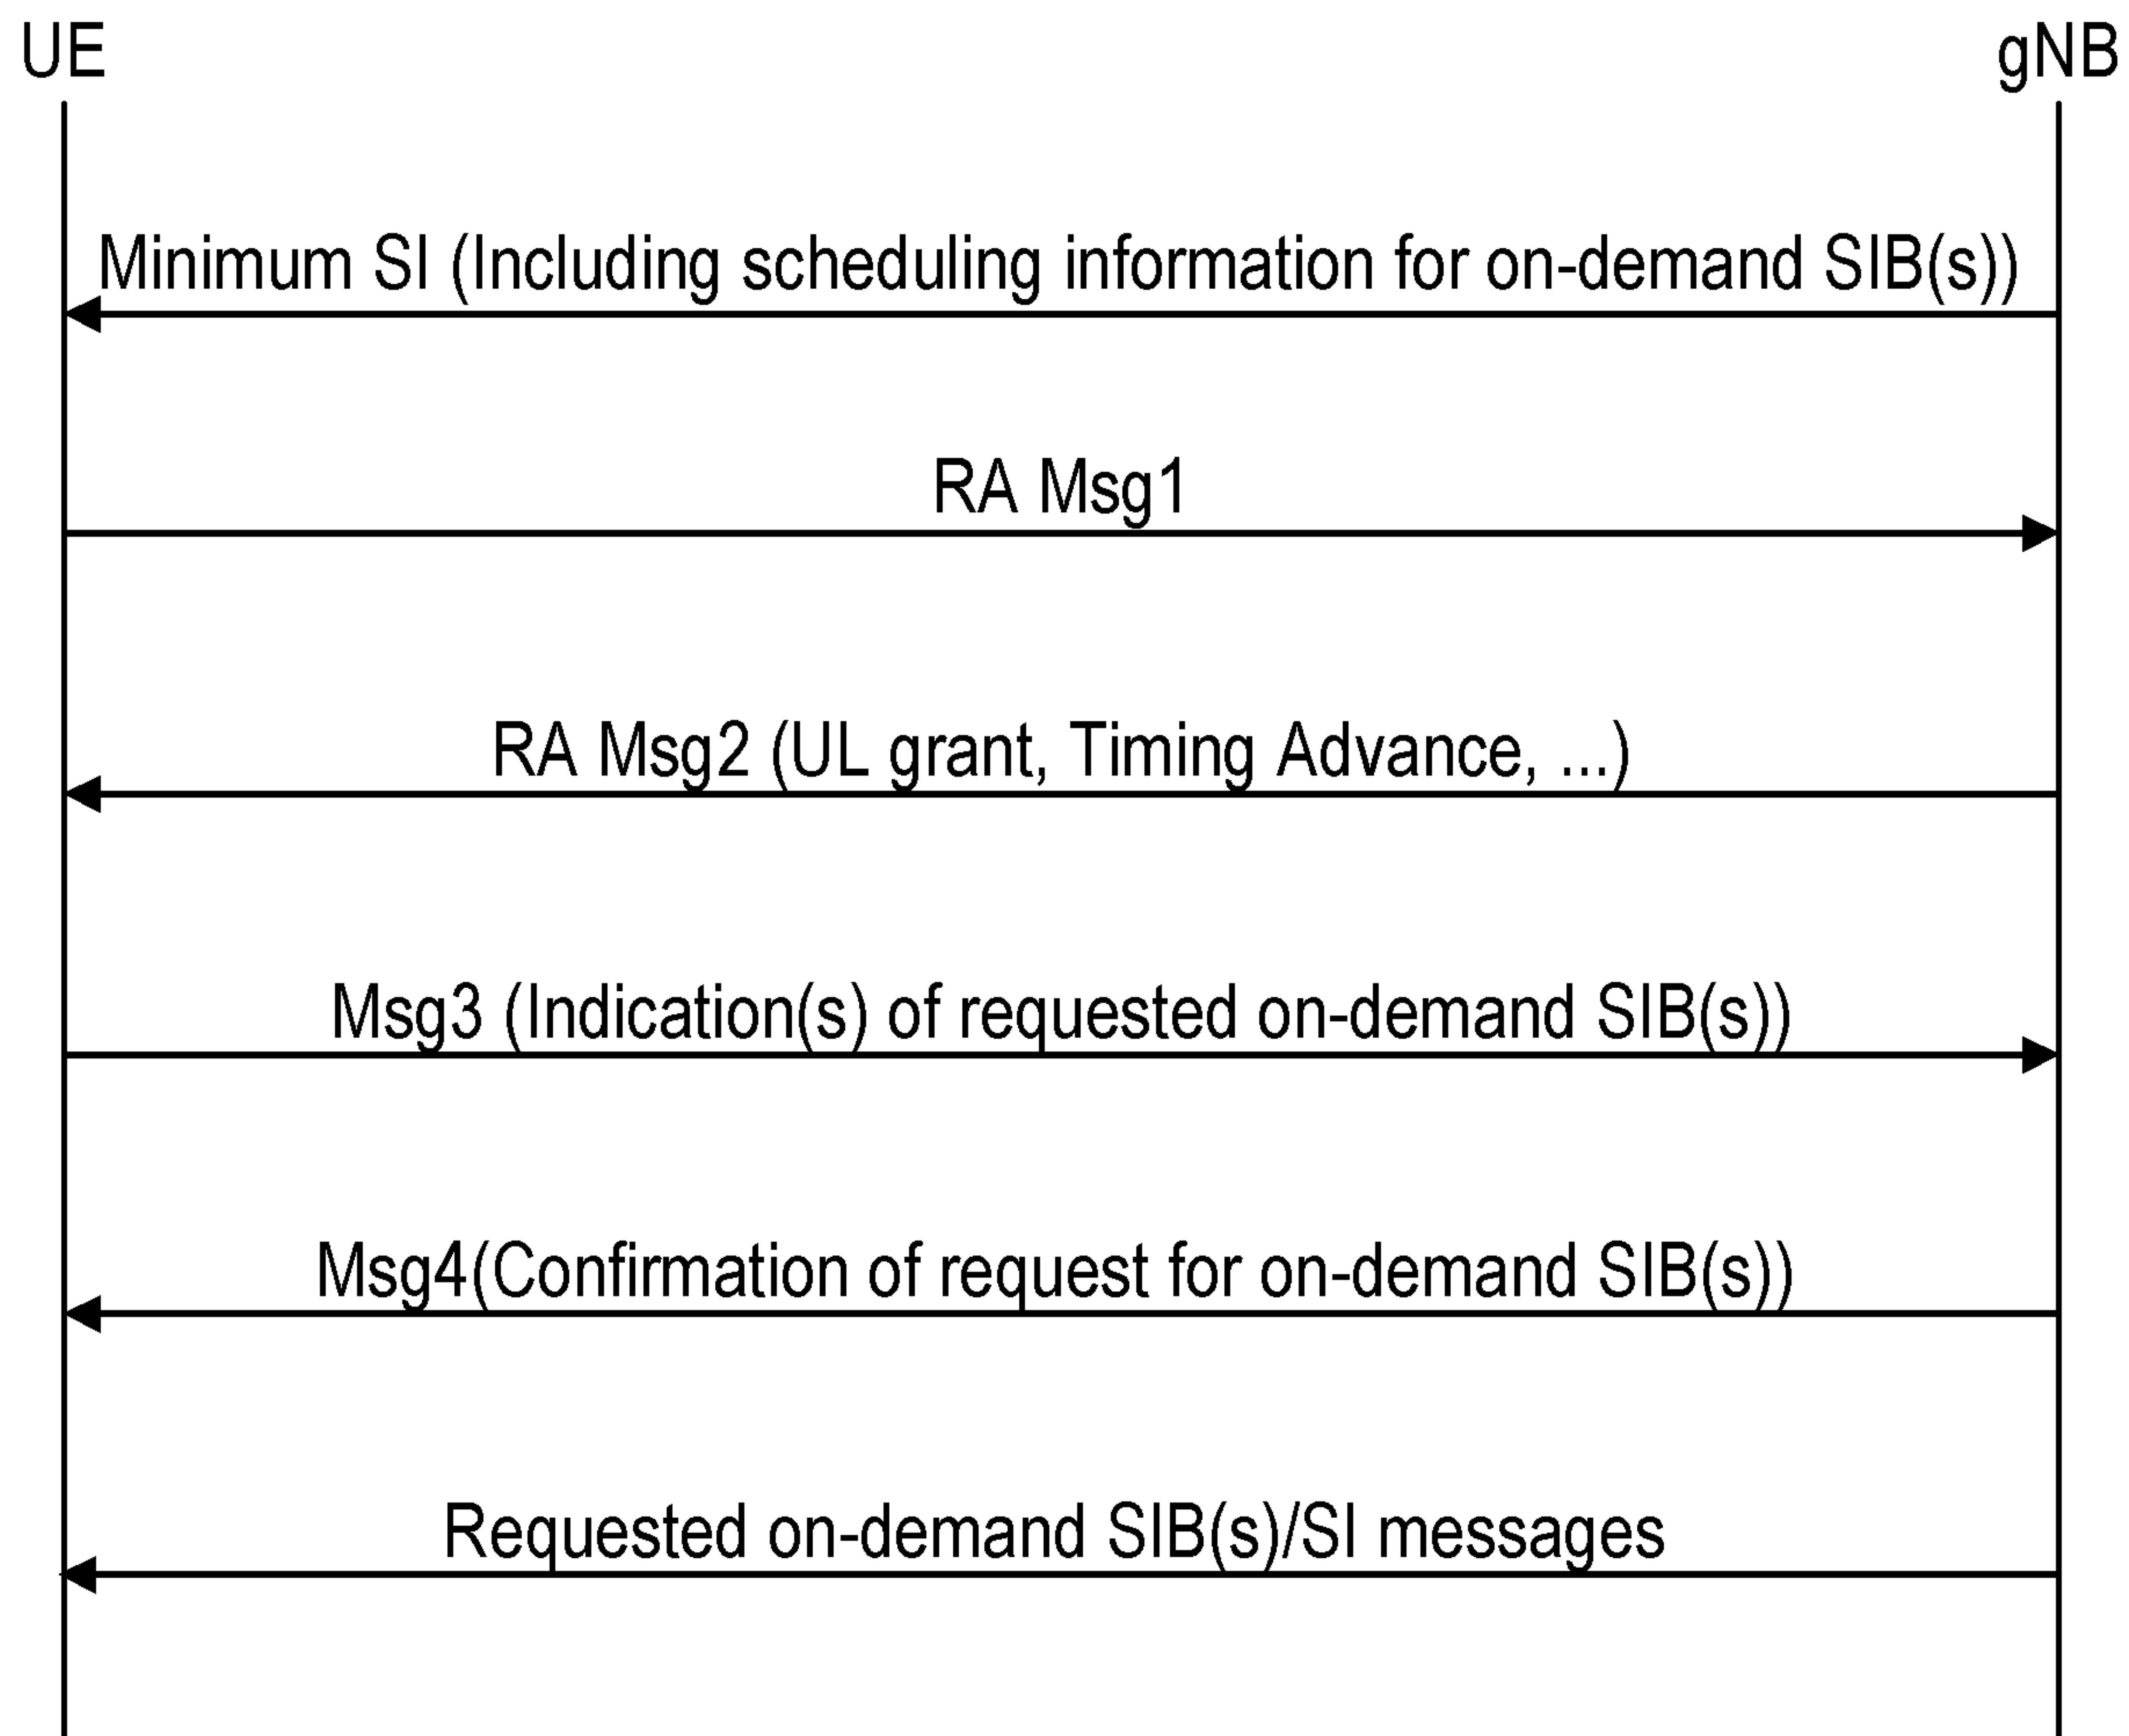 UE
gNB
Minimum SI (Including scheduling information for on-demand SIB(s))
RA Msg1
RA Msg2 (UL grant, Timing Advance, ...)
Msg3 (Indication(s) of requested on-demand SIB(s))
Msg4(Confirmation of request for on-demand SIB(s))
Requested on-demand SIB(s)/SI messages